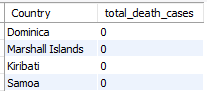 Country total_death_cases
Dominica 0
Marshall Islands 0
Kiribati 0
Samoa 0